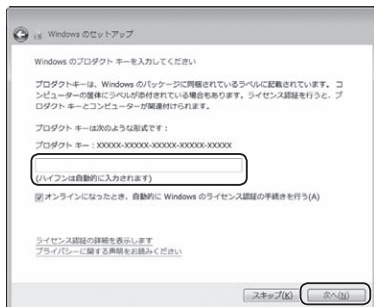 Windows のセットアップ
Windows のプロダクト キーを入力してください
プロダクトキーは、Windows のパッケージに同梱されているラベルに記載されています。コ
ンピューターの筐体にラベルが添付されている場合もあります。ライセンス認証を行うと、プ
ロダクト キーとコンピューターが関連付けられます。
プロダクト キーは次のような形式です：
プロダクト キー：XXXXX-XXXXX-XXXXX-XXXXX-XXXXX
(ハイフンは自動的に入力されます)
オンラインになったとき、自動的に Windows のライセンス認証の手続きを行う(A)
ライセンス認証の詳細を表示します
プライバシーに関する声明をお読みください
スキップ(K) 次へ(N)